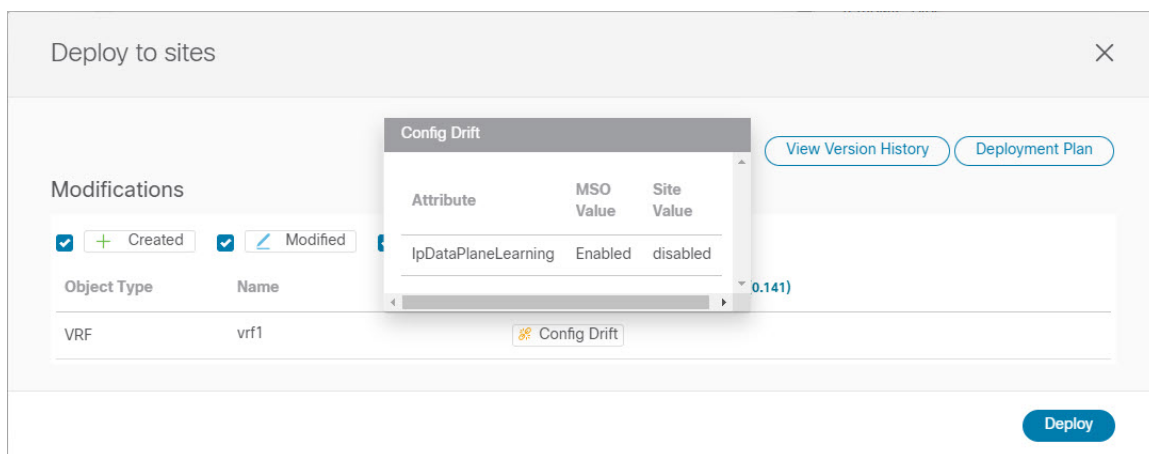 Deploy to sites
Config Drift
View Version History
Deployment Plan
Attribute
MSO Value
Site Value
Modifications
Created
Modified
IpDataPlaneLearning Enabled disabled
Object Type
Name
0.141)
VRF
vrf1
Config Drift
Deploy